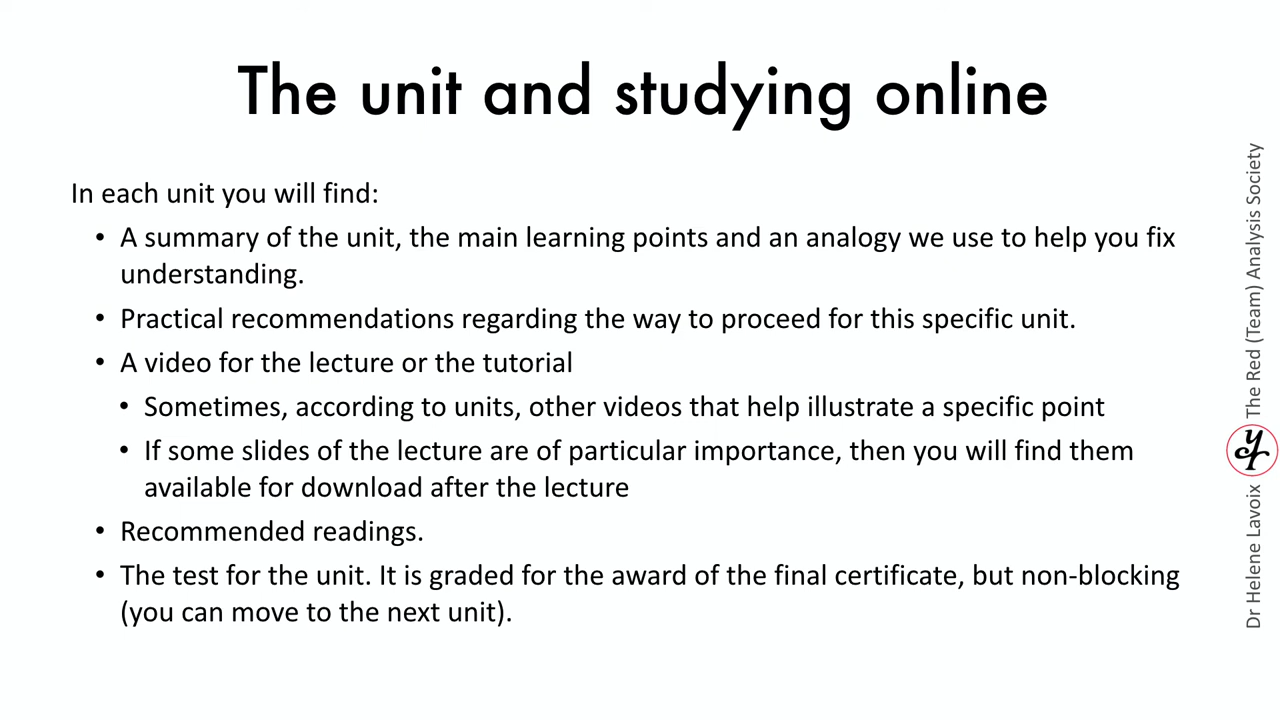 The unit and studying online
In each unit you will find:
• A summary of the unit, the main learning points and an analogy we use to help you fix
understanding.
• Practical recommendations regarding the way to proceed for this specific unit.
• A video for the lecture or the tutorial
• Sometimes, according to units, other videos that help illustrate a specific point
• If some slides of the lecture are of particular importance, then you will find them
available for download after the lecture
• Recommended readings.
• The test for the unit. It is graded for the award of the final certificate, but non-blocking
(you can move to the next unit).
Dr Helene Lavoix The Red (Team) Analysis Society